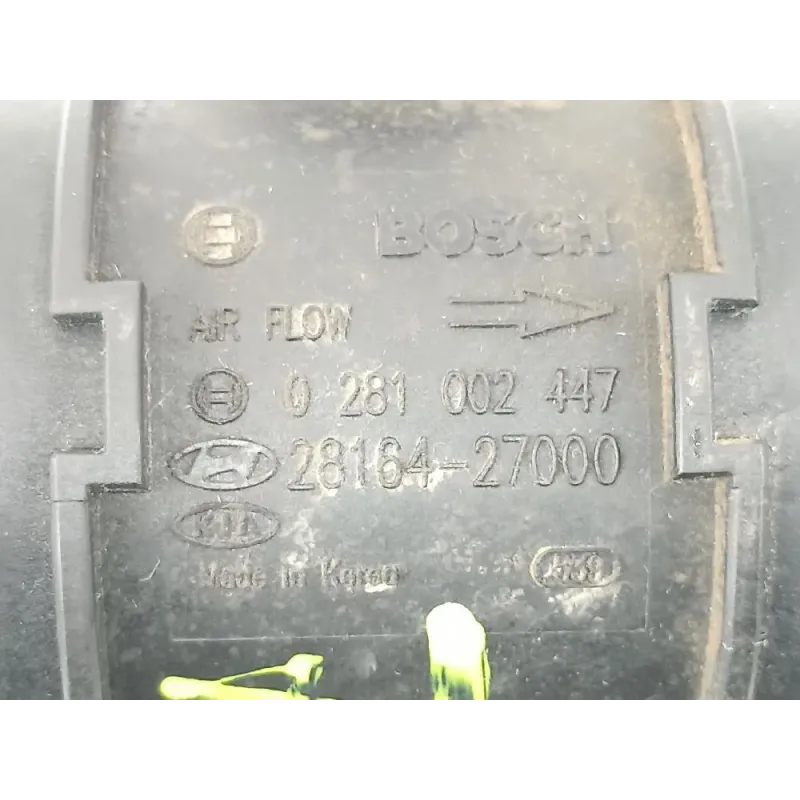 BOSCH
AIR FLOW
0 281 002 447
28164-27000
KIA
Made in Korea